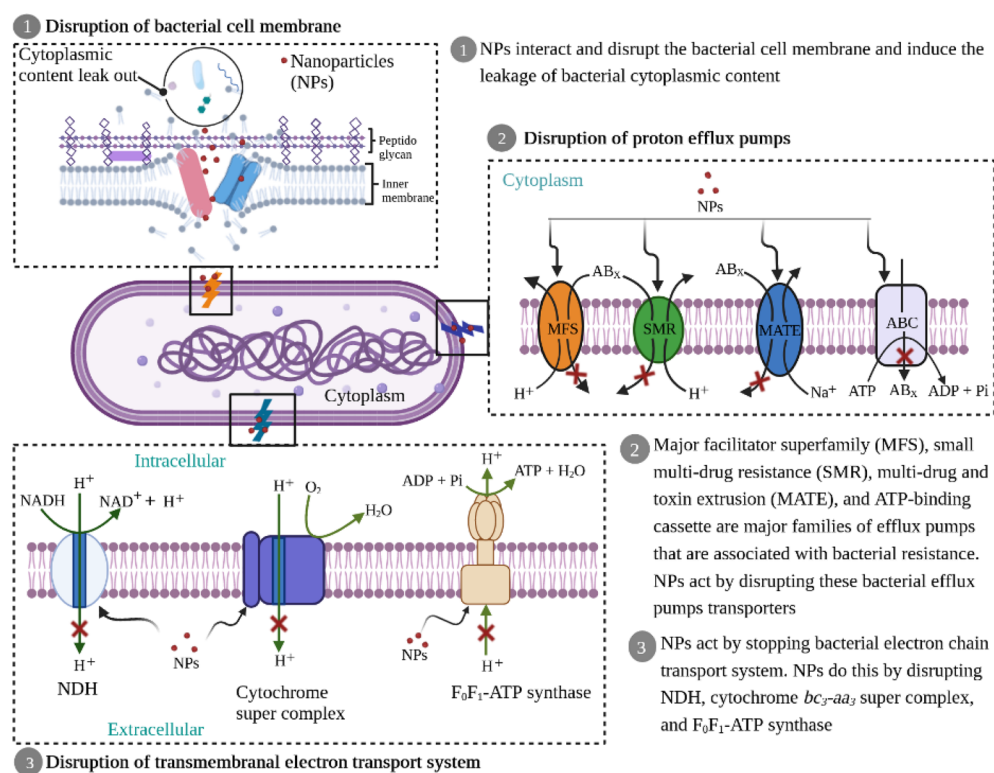 1 Disruption of bacterial cell membrane
Cytoplasmic
content leak out
Nanoparticles
(NPs)
Peptido
glycan
Inner
membrane
1 NPs interact and disrupt the bacterial cell membrane and induce the
leakage of bacterial cytoplasmic content
2 Disruption of proton efflux pumps
Cytoplasm
NPs
ABX
ABX
MFS
SMR
MATE
ABC
H+
H+
Na+
ATP
ABX
ADP + Pi
Cytoplasm
2 Major facilitator superfamily (MFS), small
multi-drug resistance (SMR), multi-drug and
toxin extrusion (MATE), and ATP-binding
cassette are major families of efflux pumps
that are associated with bacterial resistance.
NPs act by disrupting these bacterial efflux
pumps transporters
3 NPs act by stopping bacterial electron chain
transport system. NPs do this by disrupting
NDH, cytochrome bc3-aa3 super complex,
and F0F1-ATP synthase
Intracellular
NADH
H+
NAD+ + H+
H+
O2
H2O
ADP + Pi
H+
ATP + H2O
NPs
NPs
H+
H+
H+
NDH
Cytochrome
super complex
F0F1-ATP synthase
Extracellular
3 Disruption of transmembranal electron transport system